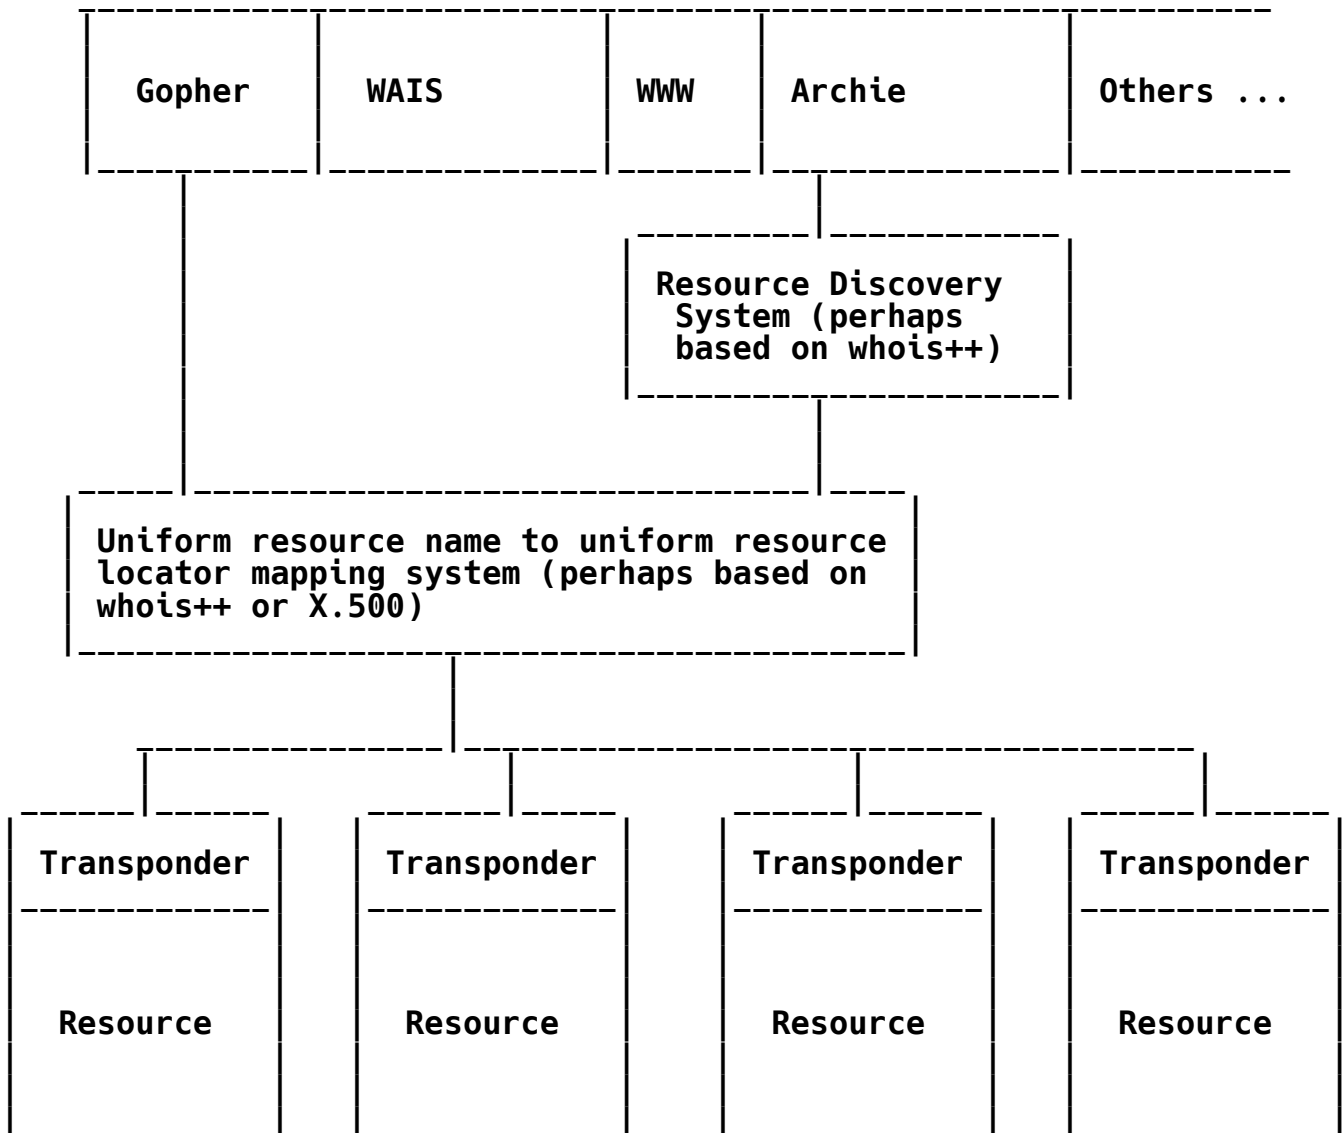 Gopher WAIS WWW Archie Others ...
Resource Discovery
System (perhaps
based on whois++)
Uniform resource name to uniform resource
locator mapping system (perhaps based on
whois++ or X.500)
Transponder Transponder Transponder Transponder
Resource Resource Resource Resource